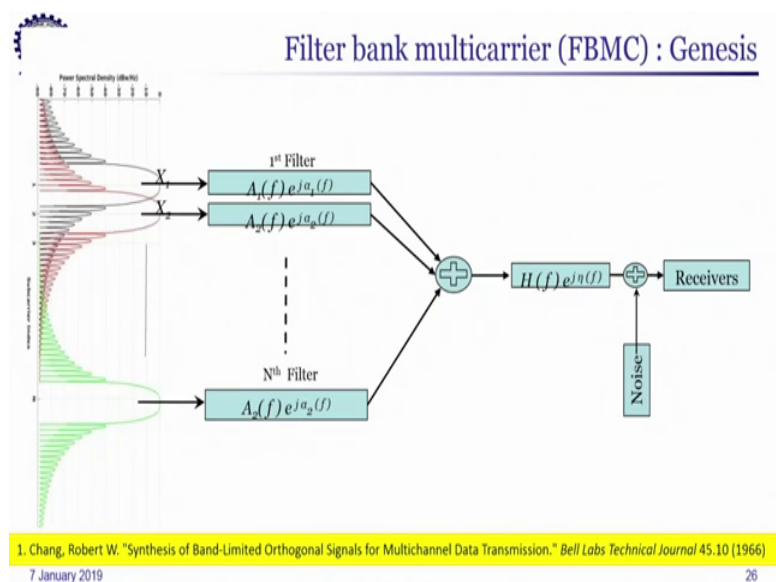 Filter bank multicarrier (FBMC) : Genesis
Power Spectral Density (dBw/Hz)
1st Filter
X1
A1(f)e^jα1(f)
X2
A2(f)e^jα2(f)
H(f)e^jη(f)
Receivers
Nth Filter
A2(f)e^jα2(f)
Noise
1. Chang, Robert W. "Synthesis of Band-Limited Orthogonal Signals for Multichannel Data Transmission." Bell Labs Technical Journal 45.10 (1966)
7 January 2019
26